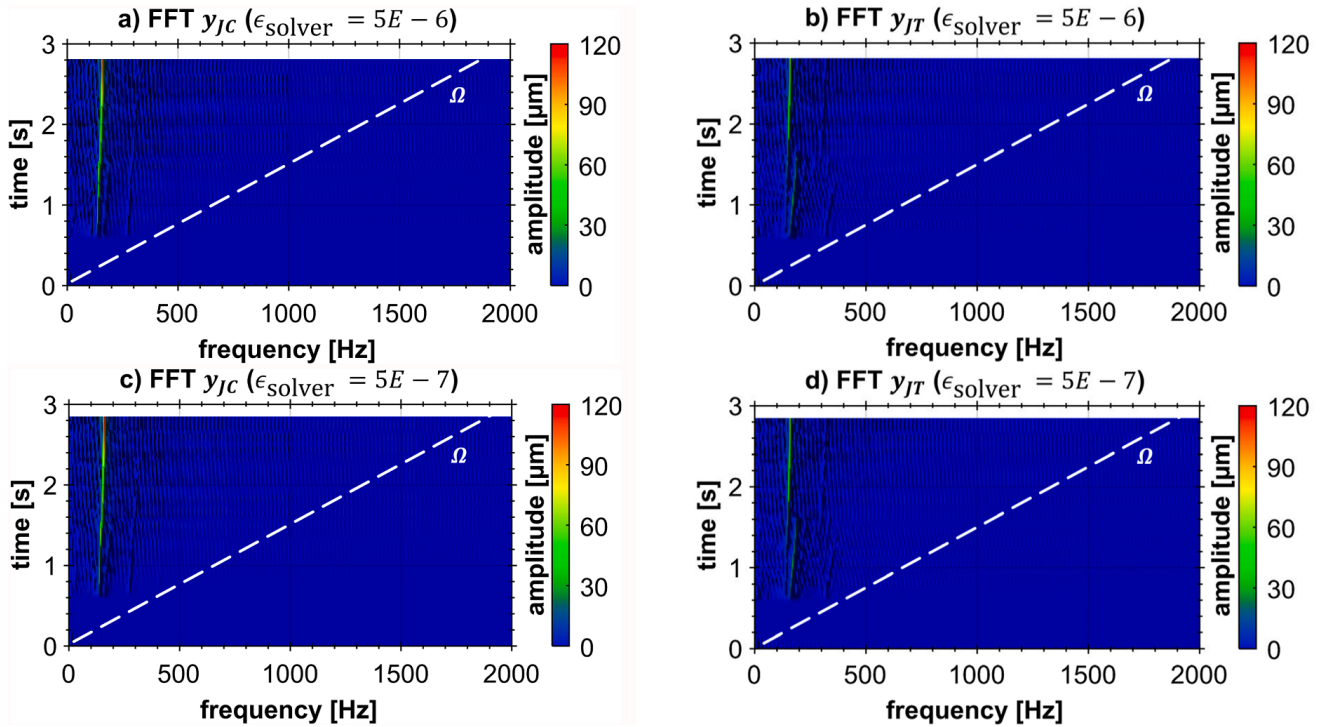 a) FFT y_JC (ϵ_solver = 5E − 6)
3
2
1
0
time [s]
Ω
0 500 1000 1500 2000
frequency [Hz]
120
90
60
30
0
amplitude [µm]
b) FFT y_JT (ϵ_solver = 5E − 6)
3
2
1
0
time [s]
Ω
0 500 1000 1500 2000
frequency [Hz]
120
90
60
30
0
amplitude [µm]
c) FFT y_JC (ϵ_solver = 5E − 7)
3
2
1
0
time [s]
Ω
0 500 1000 1500 2000
frequency [Hz]
120
90
60
30
0
amplitude [µm]
d) FFT y_JT (ϵ_solver = 5E − 7)
3
2
1
0
time [s]
Ω
0 500 1000 1500 2000
frequency [Hz]
120
90
60
30
0
amplitude [µm]